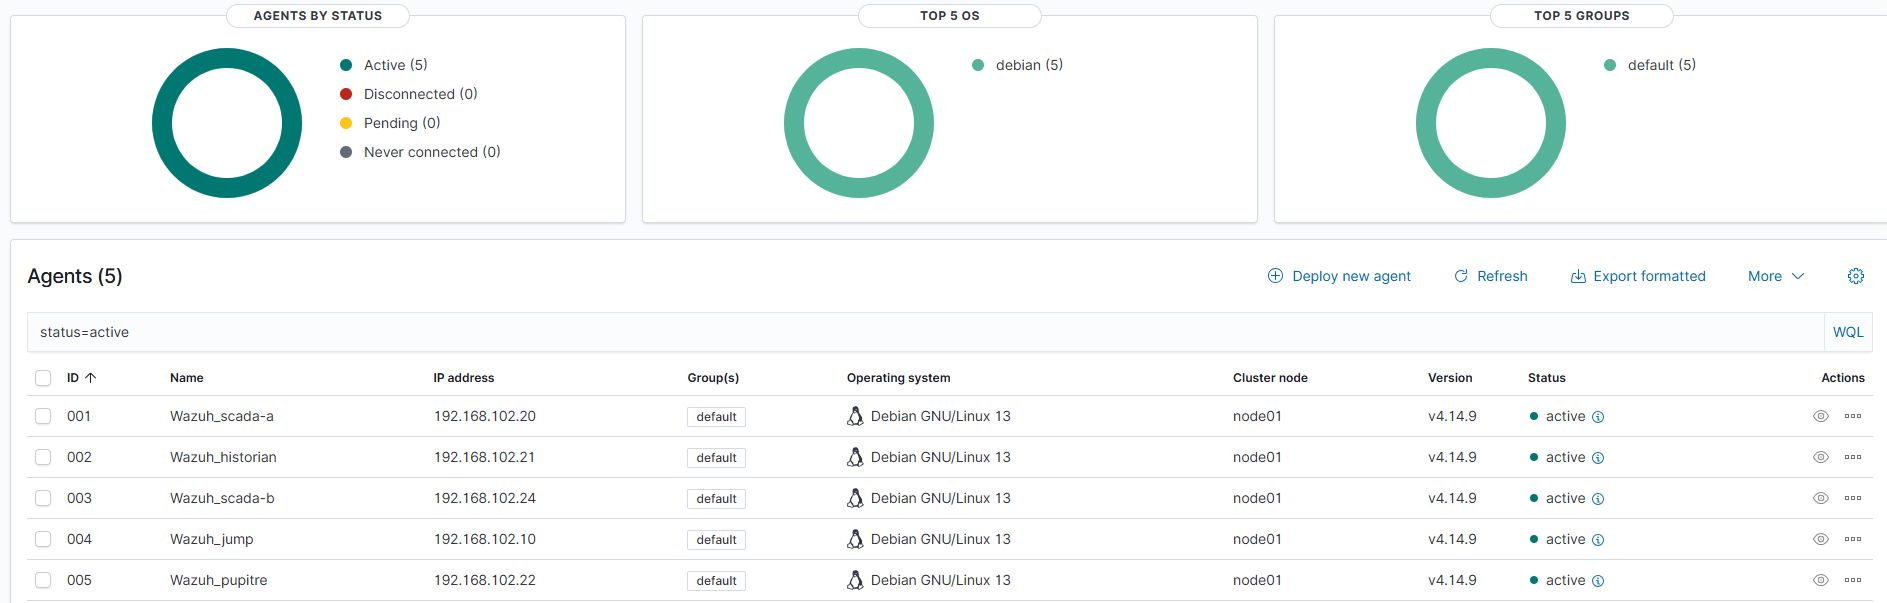 AGENTS BY STATUS
Active (5)
Disconnected (0)
Pending (0)
Never connected (0)
TOP 5 OS
debian (5)
TOP 5 GROUPS
default (5)
Agents (5)
Deploy new agent
Refresh
Export formatted
More
status=active
WQL
ID Name IP address Group(s) Operating system Cluster node Version Status Actions
001 Wazuh_scada-a 192.168.102.20 default Debian GNU/Linux 13 node01 v4.14.9 active
002 Wazuh_historian 192.168.102.21 default Debian GNU/Linux 13 node01 v4.14.9 active
003 Wazuh_scada-b 192.168.102.24 default Debian GNU/Linux 13 node01 v4.14.9 active
004 Wazuh_jump 192.168.102.10 default Debian GNU/Linux 13 node01 v4.14.9 active
005 Wazuh_pupitre 192.168.102.22 default Debian GNU/Linux 13 node01 v4.14.9 active